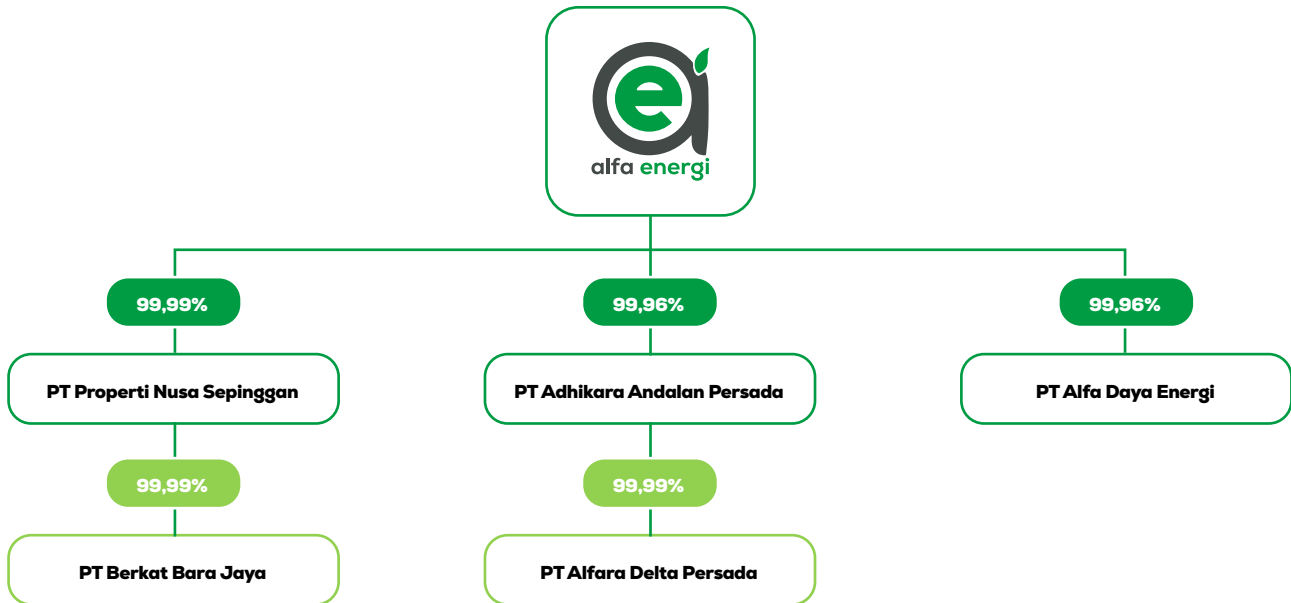 alfa energi
99,99%
99,96%
99,96%
PT Properti Nusa Sepinggan
PT Adhikara Andalan Persada
PT Alfa Daya Energi
99,99%
99,99%
PT Berkat Bara Jaya
PT Alfara Delta Persada